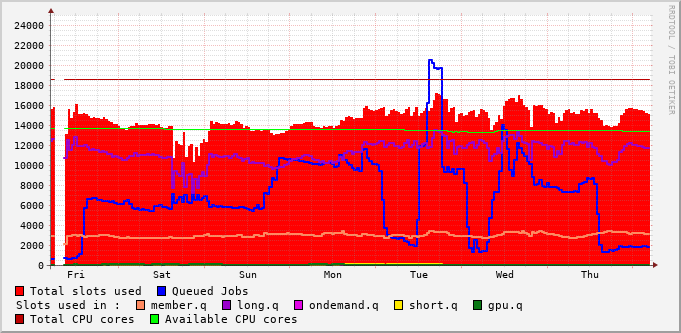 24000
22000
20000
18000
16000
14000
12000
10000
8000
6000
4000
2000
0
Fri Sat Sun Mon Tue Wed Thu
RRDTOOL / TOBI OETIKER
Total slots used Queued Jobs
Slots used in : member.q long.q ondemand.q short.q gpu.q
Total CPU cores Available CPU cores